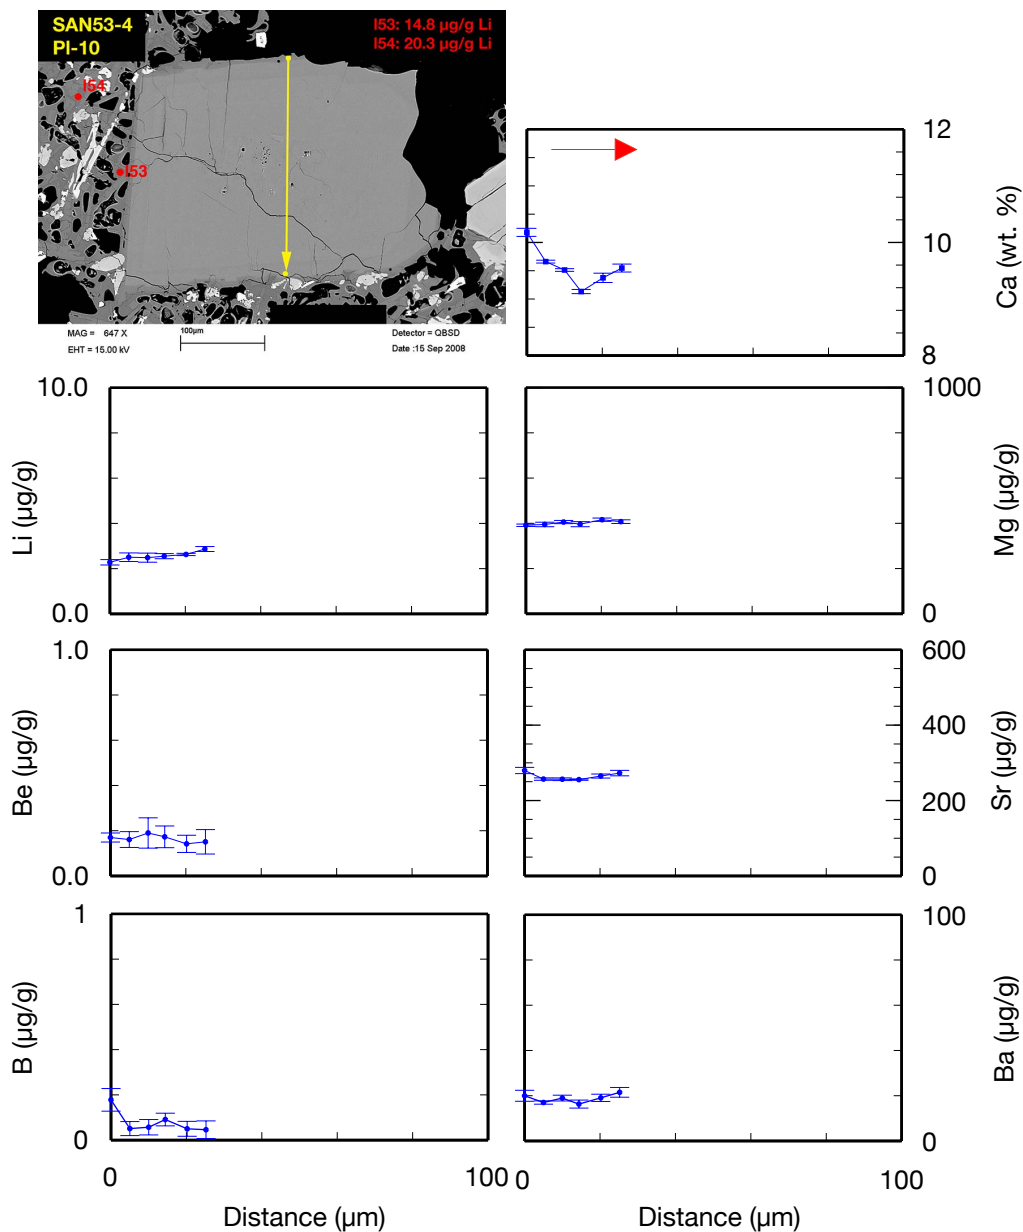 SAN53-4
PI-10
I53: 14.8 µg/g Li
I54: 20.3 µg/g Li
I54
I53
MAG = 647 X
EHT = 15.00 kV
100µm
Detector = QBSD
Date :15 Sep 2008
12
10
8
Ca (wt. %)
10.0
0.0
Li (µg/g)
1000
0
Mg (µg/g)
1.0
0.0
Be (µg/g)
600
400
200
0
Sr (µg/g)
1
0
B (µg/g)
100
0
Ba (µg/g)
0
100
Distance (µm)
0
100
Distance (µm)